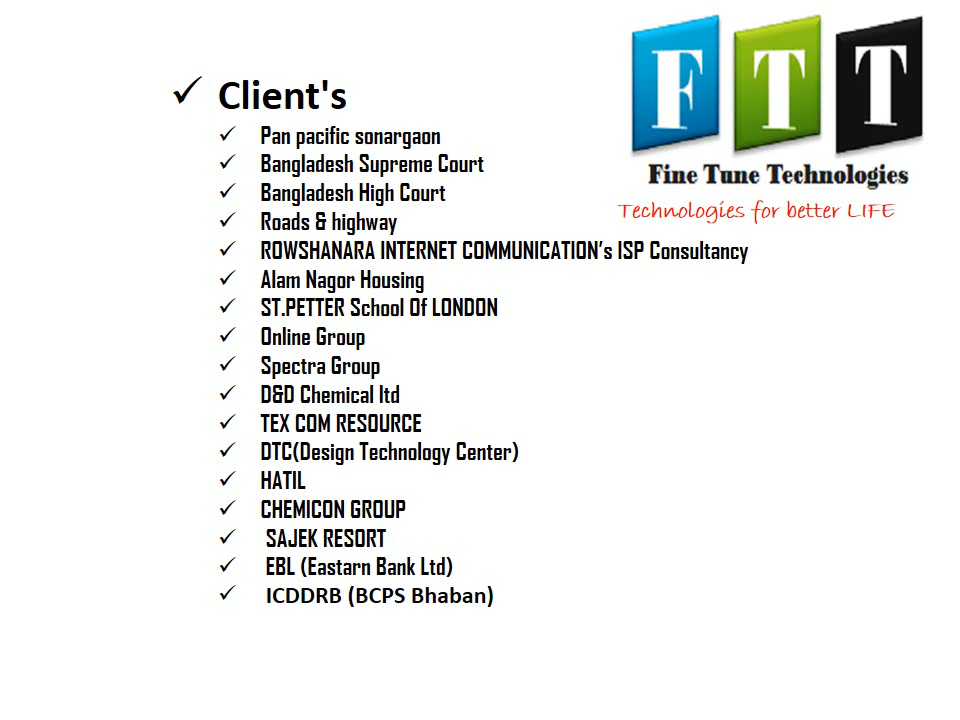 F T T
Fine Tune Technologies
Technologies for better LIFE
✓ Client's
✓ Pan pacific sonargaon
✓ Bangladesh Supreme Court
✓ Bangladesh High Court
✓ Roads & highway
✓ ROWSHANARA INTERNET COMMUNICATION’s ISP Consultancy
✓ Alam Nagor Housing
✓ ST.PETTER School Of LONDON
✓ Online Group
✓ Spectra Group
✓ D&D Chemical ltd
✓ TEX COM RESOURCE
✓ DTC(Design Technology Center)
✓ HATIL
✓ CHEMICON GROUP
✓ SAJEK RESORT
✓ EBL (Eastarn Bank Ltd)
✓ ICDDRB (BCPS Bhaban)